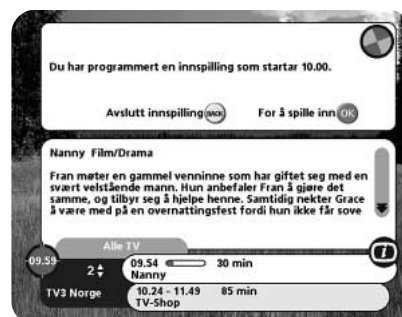 Du har programmert en innspilling som startar 10.00.
Avslutt innspilling BACK For å spille inn OK
Nanny Film/Drama
Fran møter en gammel venninne som har giftet seg med en
svært velstående mann. Hun anbefaler Fran å gjøre det
samme, og tilbyr seg å hjelpe henne. Samtidig nekter Grace
å være med på en overnattingsfest fordi hun ikke får sove
Alle TV
09.59
2
09.54 30 min
Nanny
TV3 Norge
10.24 - 11.49 85 min
TV-Shop